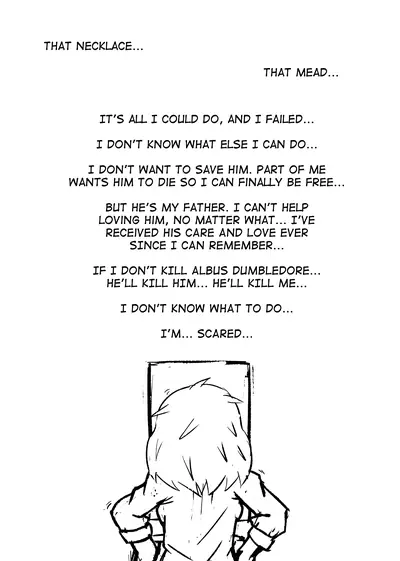 THAT NECKLACE...
THAT MEAD...
IT'S ALL I COULD DO, AND I FAILED...
I DON'T KNOW WHAT ELSE I CAN DO...
I DON'T WANT TO SAVE HIM. PART OF ME
WANTS HIM TO DIE SO I CAN FINALLY BE FREE...
BUT HE'S MY FATHER. I CAN'T HELP
LOVING HIM, NO MATTER WHAT... I'VE
RECEIVED HIS CARE AND LOVE EVER
SINCE I CAN REMEMBER...
IF I DON'T KILL ALBUS DUMBLEDORE...
HE'LL KILL HIM... HE'LL KILL ME...
I DON'T KNOW WHAT TO DO...
I'M... SCARED...